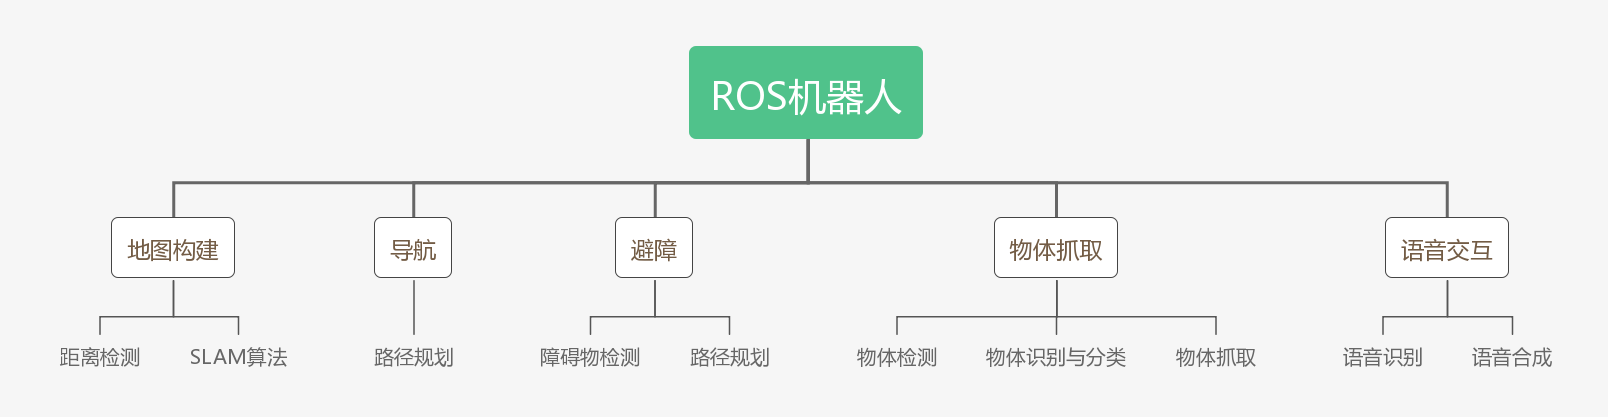 ROS机器人
地图构建
导航
避障
物体抓取
语音交互
距离检测
SLAM算法
路径规划
障碍物检测
路径规划
物体检测
物体识别与分类
物体抓取
语音识别
语音合成